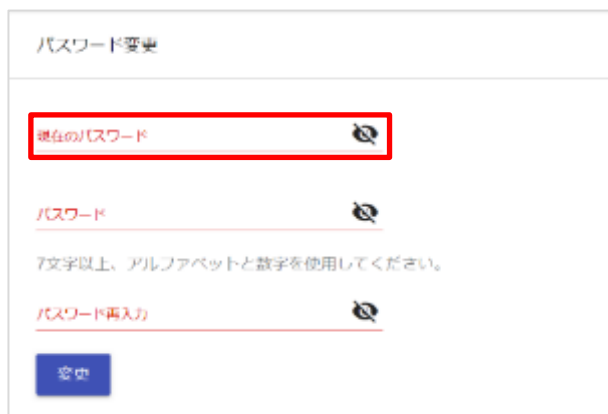 パスワード変更
現在のパスワード
パスワード
7文字以上、アルファベットと数字を使用してください。
パスワード再入力
変更